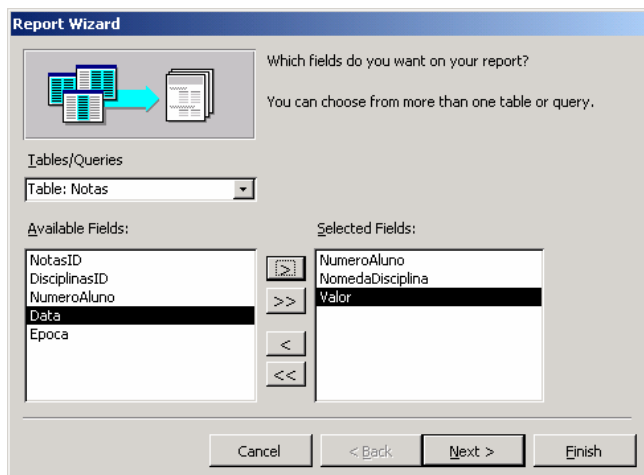 Report Wizard
Which fields do you want on your report?
You can choose from more than one table or query.
Tables/Queries
Table: Notas
Available Fields:
NotasID
DisciplinasID
NumeroAluno
Data
Epoca
>
>>
<
<<
Selected Fields:
NumeroAluno
NomedaDisciplina
Valor
Cancel
< Back
Next >
Finish